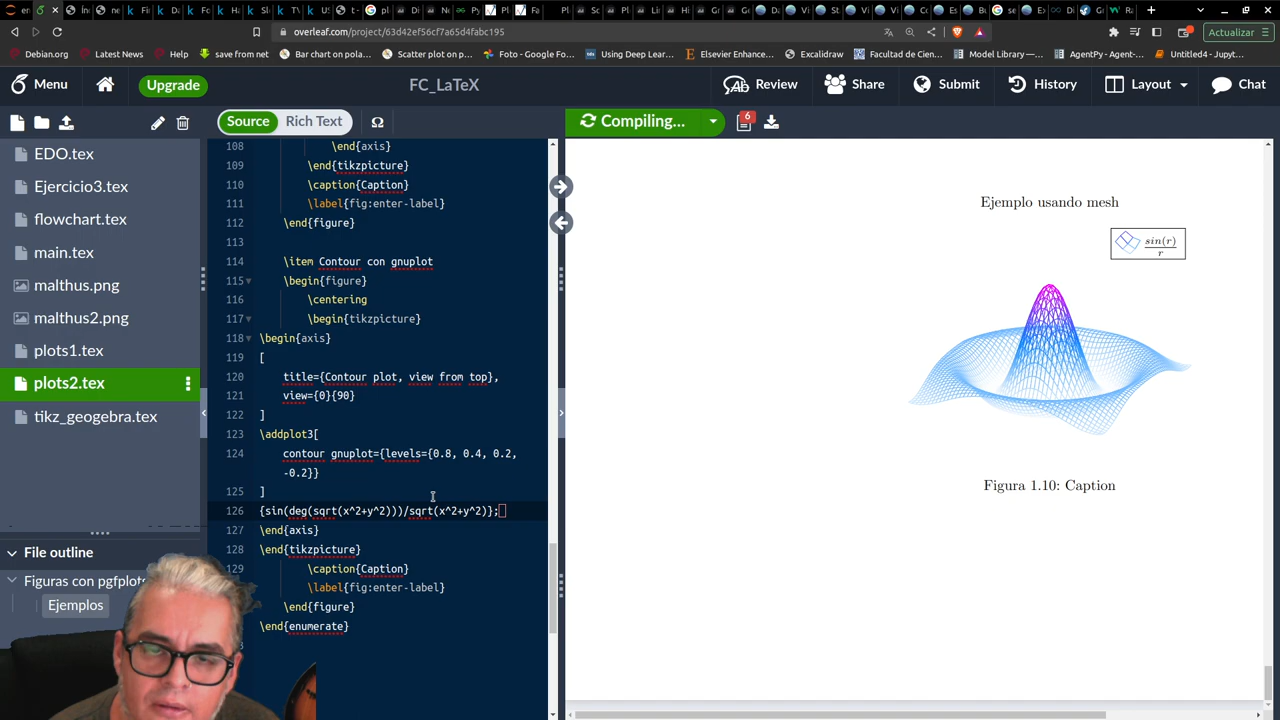 overleaf.com/project/63d42ef56cf7a65d4fabc195
Actualizar
Debian.org
Latest News
Help
save from net
Bar chart on pola...
Scatter plot on p...
Foto - Google Fo...
Using Deep Lear...
Elsevier Enhance...
Excalidraw
Facultad de Cien...
Model Library —...
AgentPy - Agent-...
Untitled4 - Jupyt...
Menu
Upgrade
FC_LaTeX
Review
Share
Submit
History
Layout
Chat
Source
Rich Text
Ω
Compiling...
6
EDO.tex
Ejercicio3.tex
flowchart.tex
main.tex
malthus.png
malthus2.png
plots1.tex
plots2.tex
tikz_geogebra.tex
File outline
Figuras con pgfplots
Ejemplos
108 \end{axis}
109 \end{tikzpicture}
110 \caption{Caption}
111 \label{fig:enter-label}
112 \end{figure}
113
114 \item Contour con gnuplot
115 \begin{figure}
116 \centering
117 \begin{tikzpicture}
118 \begin{axis}
119 [
120 title={Contour plot, view from top},
121 view={0}{90}
122 ]
123 \addplot3[
124 contour gnuplot={levels={0.8, 0.4, 0.2,
-0.2}}
125 ]
126 {sin(deg(sqrt(x^2+y^2)))/sqrt(x^2+y^2)};
127 \end{axis}
128 \end{tikzpicture}
129 \caption{Caption}
\label{fig:enter-label}
\end{figure}
\end{enumerate}
Ejemplo usando mesh
sin(r)
r
Figura 1.10: Caption